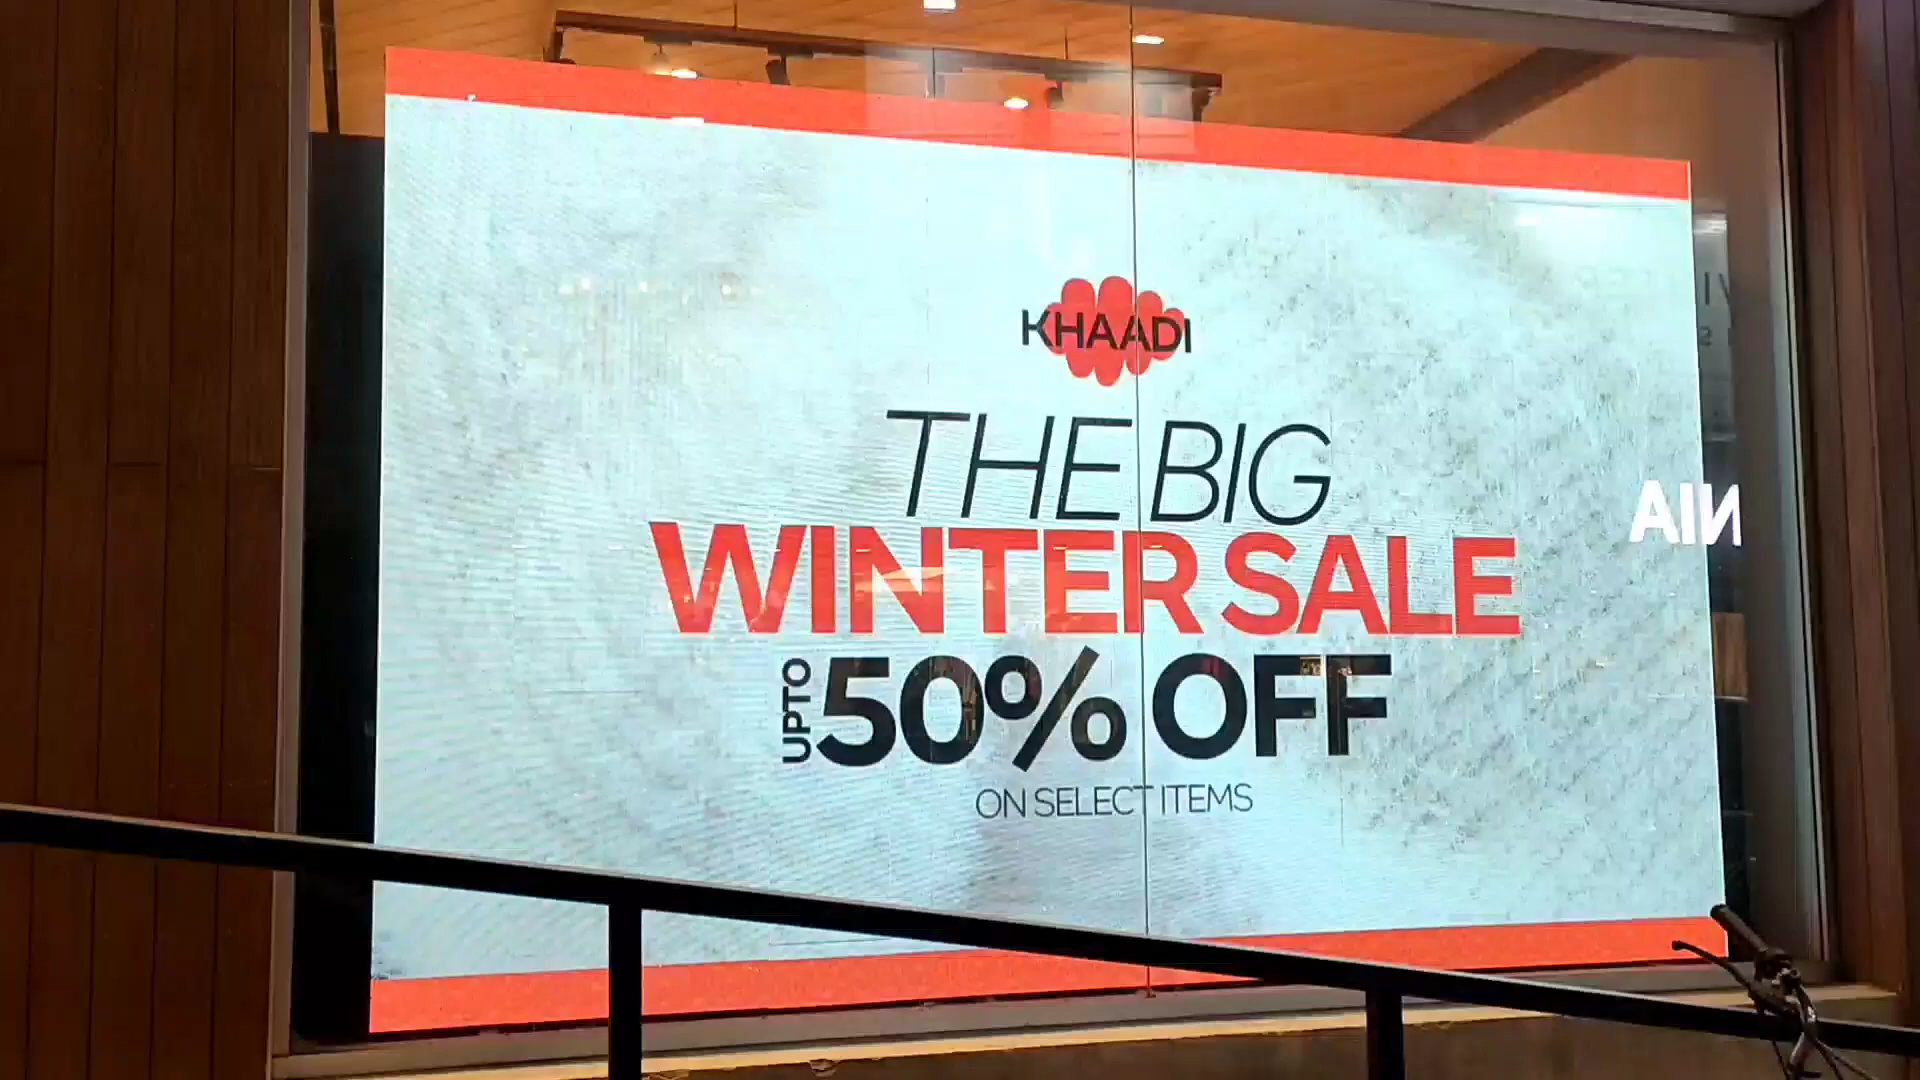 KHAADI
THE BIG
WINTER SALE
UPTO 50% OFF
ON SELECT ITEMS